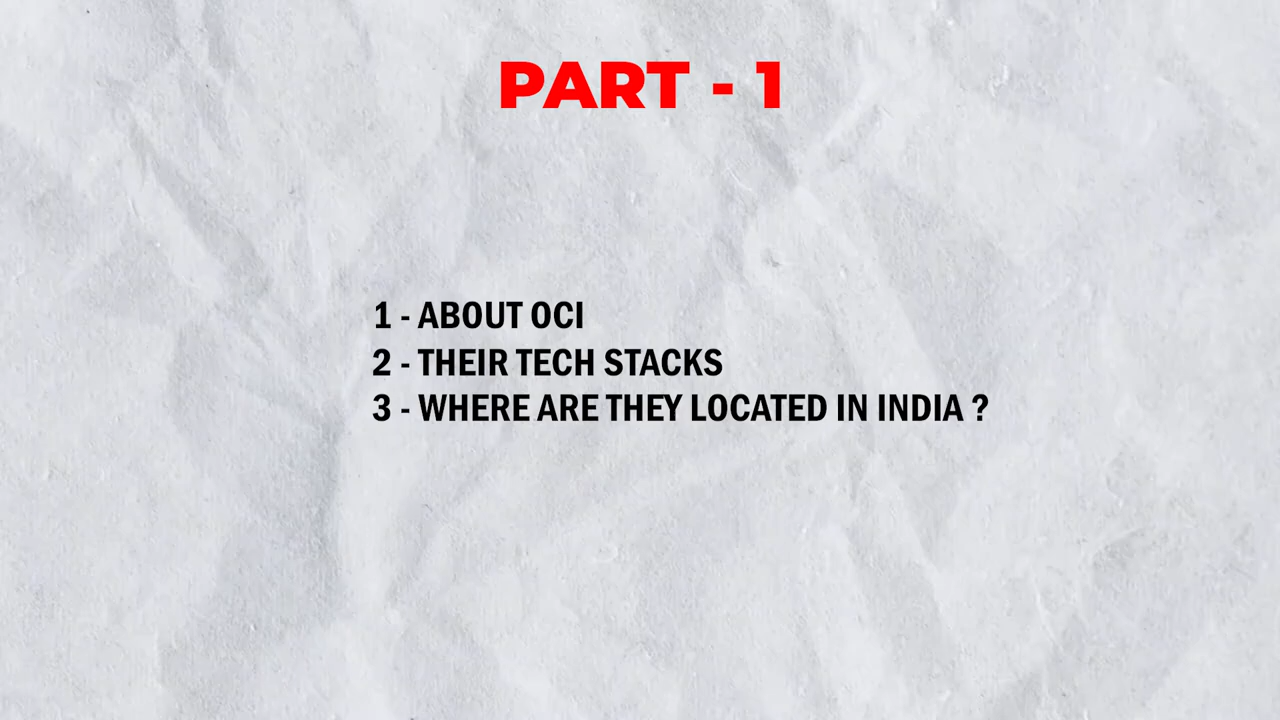 PART - 1
1 - ABOUT OCI
2 - THEIR TECH STACKS
3 - WHERE ARE THEY LOCATED IN INDIA ?